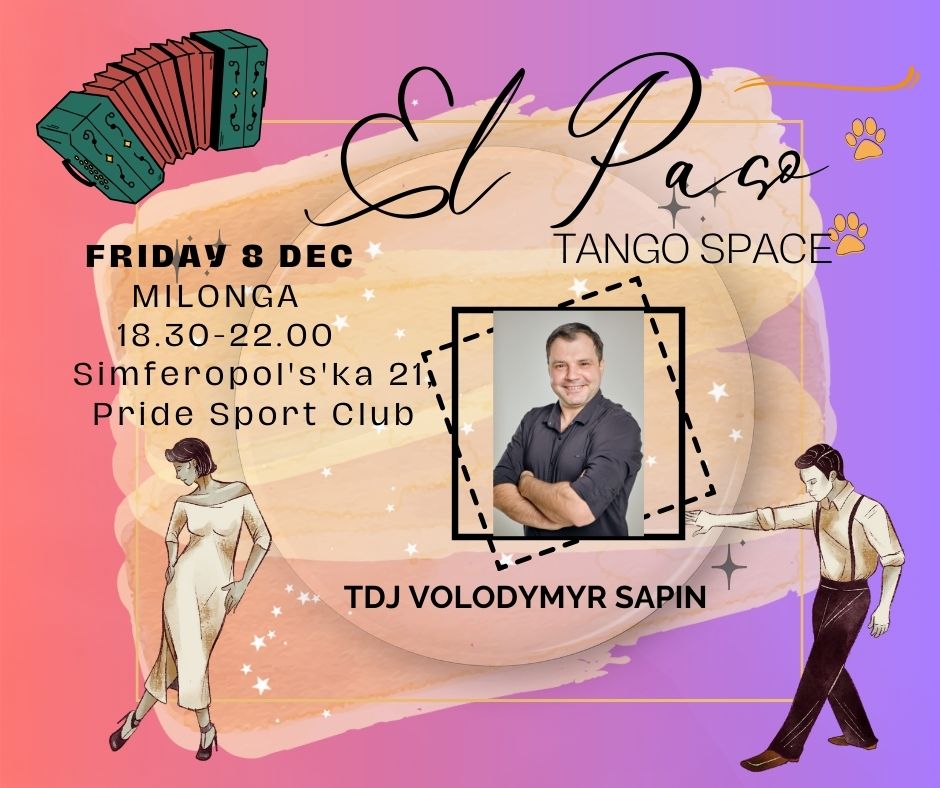 El Paso
TANGO SPACE
FRIDAY 8 DEC
MILONGA
18.30-22.00
Simferopol's'ka 21,
Pride Sport Club
TDJ VOLODYMYR SAPIN